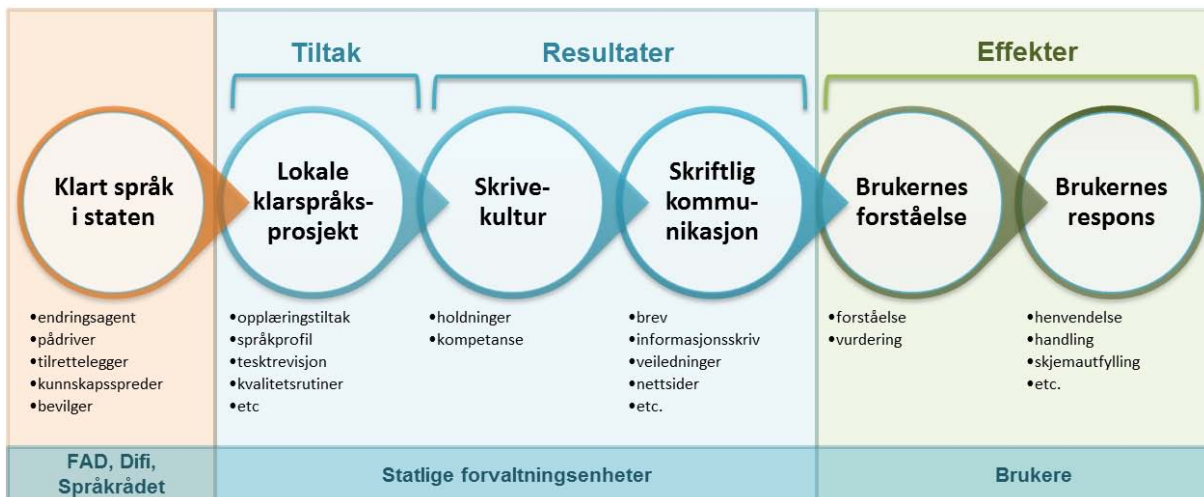 Tiltak
Resultater
Effekter
Klart språk
i staten
Lokale
klarspråks-
prosjekt
Skrive-
kultur
Skriftlig
kommu-
nikasjon
Brukernes
forståelse
Brukernes
respons
•endringsagent
•pådriver
•tilrettelegger
•kunnskapsspreder
•bevilger
•opplæringstiltak
•språkprofil
•tesktrevisjon
•kvalitetsrutiner
•etc
•holdninger
•kompetanse
•brev
•informasjonsskriv
•veiledninger
•nettsider
•etc.
•forståelse
•vurdering
•henvendelse
•handling
•skjemautfylling
•etc.
FAD, Difi,
Språkrådet
Statlige forvaltningsenheter
Brukere